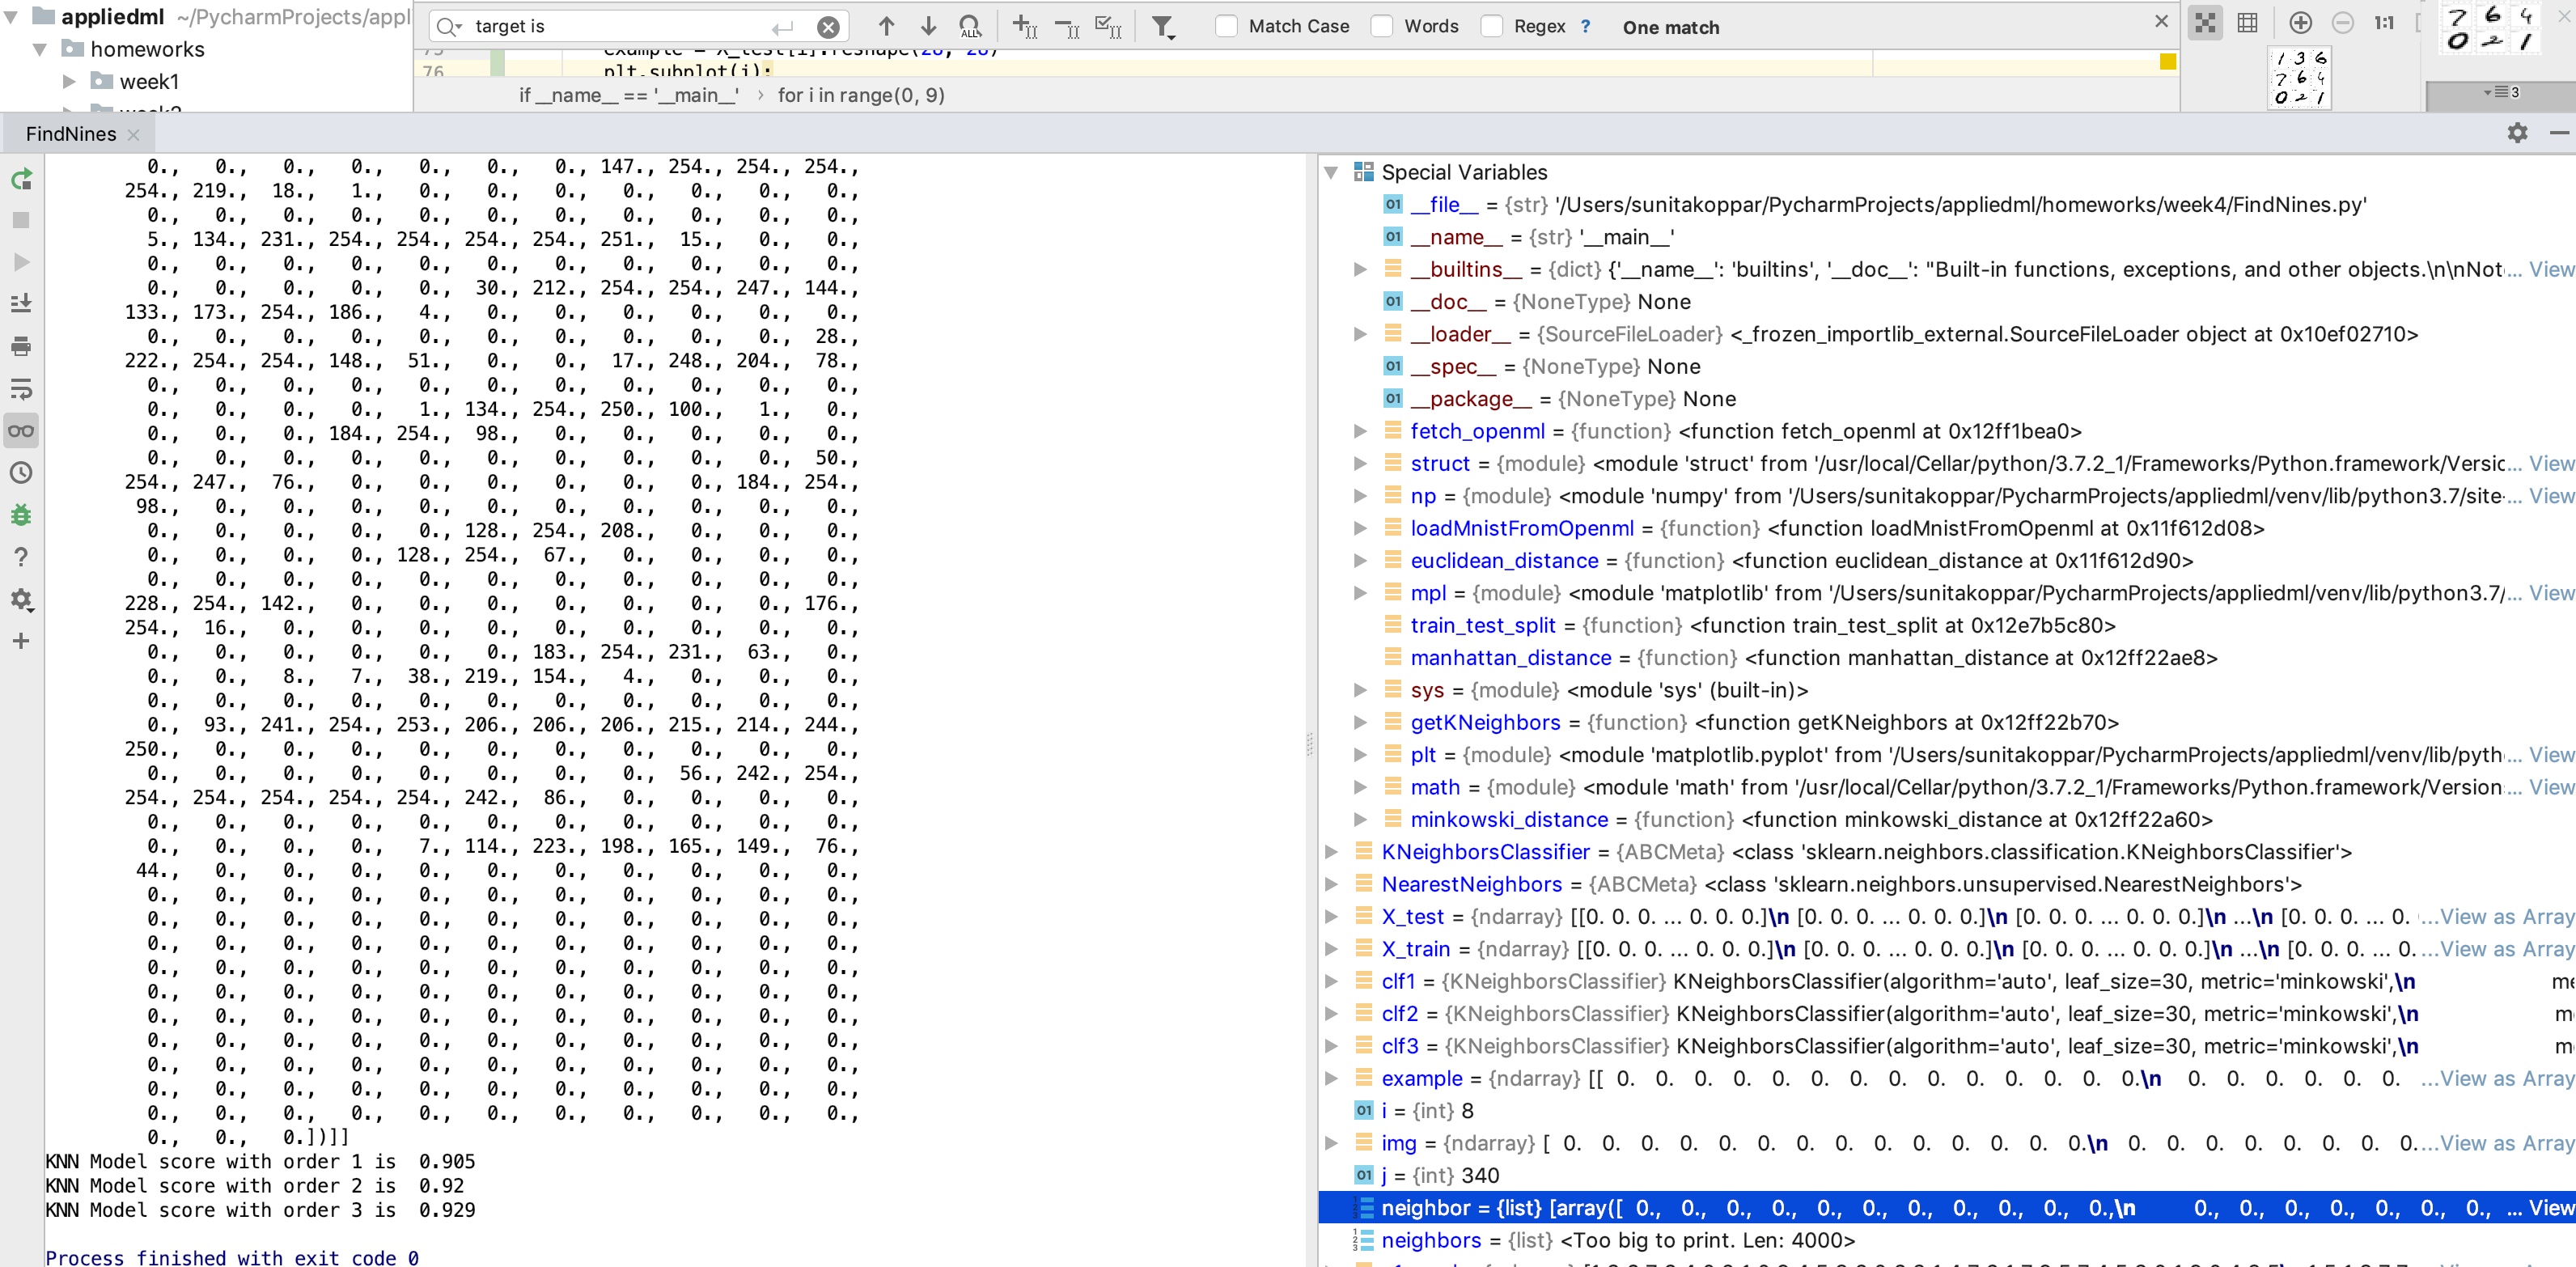 appliedml ~/PycharmProjects/appl
homeworks
week1
target is
Match Case
Words
Regex
?
One match
1:1
76 plt.subplot(i):
if __name__ == '__main__' › for i in range(0, 9)
7 6 4
0 2 1
1 3 6
7 6 4
0 2 1
3
FindNines
0., 0., 0., 0., 0., 0., 0., 147., 254., 254., 254.,
254., 219., 18., 1., 0., 0., 0., 0., 0., 0., 0.,
0., 0., 0., 0., 0., 0., 0., 0., 0., 0., 0.,
5., 134., 231., 254., 254., 254., 254., 251., 15., 0., 0.,
0., 0., 0., 0., 0., 0., 0., 0., 0., 0., 0.,
0., 0., 0., 0., 0., 30., 212., 254., 254., 247., 144.,
133., 173., 254., 186., 4., 0., 0., 0., 0., 0., 0.,
0., 0., 0., 0., 0., 0., 0., 0., 0., 0., 28.,
222., 254., 254., 148., 51., 0., 0., 17., 248., 204., 78.,
0., 0., 0., 0., 0., 0., 0., 0., 0., 0., 0.,
0., 0., 0., 0., 1., 134., 254., 250., 100., 1., 0.,
0., 0., 0., 184., 254., 98., 0., 0., 0., 0., 0.,
0., 0., 0., 0., 0., 0., 0., 0., 0., 0., 50.,
254., 247., 76., 0., 0., 0., 0., 0., 0., 184., 254.,
98., 0., 0., 0., 0., 0., 0., 0., 0., 0., 0.,
0., 0., 0., 0., 0., 128., 254., 208., 0., 0., 0.,
0., 0., 0., 0., 128., 254., 67., 0., 0., 0., 0.,
0., 0., 0., 0., 0., 0., 0., 0., 0., 0., 0.,
228., 254., 142., 0., 0., 0., 0., 0., 0., 0., 176.,
254., 16., 0., 0., 0., 0., 0., 0., 0., 0., 0.,
0., 0., 0., 0., 0., 0., 183., 254., 231., 63., 0.,
0., 0., 8., 7., 38., 219., 154., 4., 0., 0., 0.,
0., 0., 0., 0., 0., 0., 0., 0., 0., 0., 0.,
0., 93., 241., 254., 253., 206., 206., 206., 215., 214., 244.,
250., 0., 0., 0., 0., 0., 0., 0., 0., 0., 0.,
0., 0., 0., 0., 0., 0., 0., 0., 56., 242., 254.,
254., 254., 254., 254., 254., 242., 86., 0., 0., 0., 0.,
0., 0., 0., 0., 0., 0., 0., 0., 0., 0., 0.,
0., 0., 0., 0., 7., 114., 223., 198., 165., 149., 76.,
44., 0., 0., 0., 0., 0., 0., 0., 0., 0., 0.,
0., 0., 0., 0., 0., 0., 0., 0., 0., 0., 0.,
0., 0., 0., 0., 0., 0., 0., 0., 0., 0., 0.,
0., 0., 0., 0., 0., 0., 0., 0., 0., 0., 0.,
0., 0., 0., 0., 0., 0., 0., 0., 0., 0., 0.,
0., 0., 0., 0., 0., 0., 0., 0., 0., 0., 0.,
0., 0., 0., 0., 0., 0., 0., 0., 0., 0., 0.,
0., 0., 0., 0., 0., 0., 0., 0., 0., 0., 0.,
0., 0., 0., 0., 0., 0., 0., 0., 0., 0., 0.,
0., 0., 0., 0., 0., 0., 0., 0., 0., 0., 0.,
0., 0., 0., 0., 0., 0., 0., 0., 0., 0., 0.,
0., 0., 0.])]]
KNN Model score with order 1 is 0.905
KNN Model score with order 2 is 0.92
KNN Model score with order 3 is 0.929
Process finished with exit code 0
Special Variables
__file__ = {str} '/Users/sunitakoppar/PycharmProjects/appliedml/homeworks/week4/FindNines.py'
__name__ = {str} '__main__'
__builtins__ = {dict} {'__name__': 'builtins', '__doc__': "Built-in functions, exceptions, and other objects.\n\nNot... View
__doc__ = {NoneType} None
__loader__ = {SourceFileLoader} <_frozen_importlib_external.SourceFileLoader object at 0x10ef02710>
__spec__ = {NoneType} None
__package__ = {NoneType} None
fetch_openml = {function} <function fetch_openml at 0x12ff1bea0>
struct = {module} <module 'struct' from '/usr/local/Cellar/python/3.7.2_1/Frameworks/Python.framework/Versic... View
np = {module} <module 'numpy' from '/Users/sunitakoppar/PycharmProjects/appliedml/venv/lib/python3.7/site-... View
loadMnistFromOpenml = {function} <function loadMnistFromOpenml at 0x11f612d08>
euclidean_distance = {function} <function euclidean_distance at 0x11f612d90>
mpl = {module} <module 'matplotlib' from '/Users/sunitakoppar/PycharmProjects/appliedml/venv/lib/python3.7/... View
train_test_split = {function} <function train_test_split at 0x12e7b5c80>
manhattan_distance = {function} <function manhattan_distance at 0x12ff22ae8>
sys = {module} <module 'sys' (built-in)>
getKNeighbors = {function} <function getKNeighbors at 0x12ff22b70>
plt = {module} <module 'matplotlib.pyplot' from '/Users/sunitakoppar/PycharmProjects/appliedml/venv/lib/pyth... View
math = {module} <module 'math' from '/usr/local/Cellar/python/3.7.2_1/Frameworks/Python.framework/Version... View
minkowski_distance = {function} <function minkowski_distance at 0x12ff22a60>
KNeighborsClassifier = {ABCMeta} <class 'sklearn.neighbors.classification.KNeighborsClassifier'>
NearestNeighbors = {ABCMeta} <class 'sklearn.neighbors.unsupervised.NearestNeighbors'>
X_test = {ndarray} [[0. 0. 0. ... 0. 0. 0.]\n [0. 0. 0. ... 0. 0. 0.]\n [0. 0. 0. ... 0. 0. 0.]\n ...\n [0. 0. 0. ... 0. ...View as Array
X_train = {ndarray} [[0. 0. 0. ... 0. 0. 0.]\n [0. 0. 0. ... 0. 0. 0.]\n [0. 0. 0. ... 0. 0. 0.]\n ...\n [0. 0. 0. ... 0. ...View as Array
clf1 = {KNeighborsClassifier} KNeighborsClassifier(algorithm='auto', leaf_size=30, metric='minkowski',\n me
clf2 = {KNeighborsClassifier} KNeighborsClassifier(algorithm='auto', leaf_size=30, metric='minkowski',\n m
clf3 = {KNeighborsClassifier} KNeighborsClassifier(algorithm='auto', leaf_size=30, metric='minkowski',\n m
example = {ndarray} [[ 0. 0. 0. 0. 0. 0. 0. 0. 0. 0. 0. 0. 0. 0.\n 0. 0. 0. 0. 0. 0. ...View as Array
i = {int} 8
img = {ndarray} [ 0. 0. 0. 0. 0. 0. 0. 0. 0. 0. 0. 0. 0. 0.\n 0. 0. 0. 0. 0. 0. 0. 0....View as Array
j = {int} 340
neighbor = {list} [array([ 0., 0., 0., 0., 0., 0., 0., 0., 0., 0., 0.,\n 0., 0., 0., 0., 0., 0., 0., ... View
neighbors = {list} <Too big to print. Len: 4000>